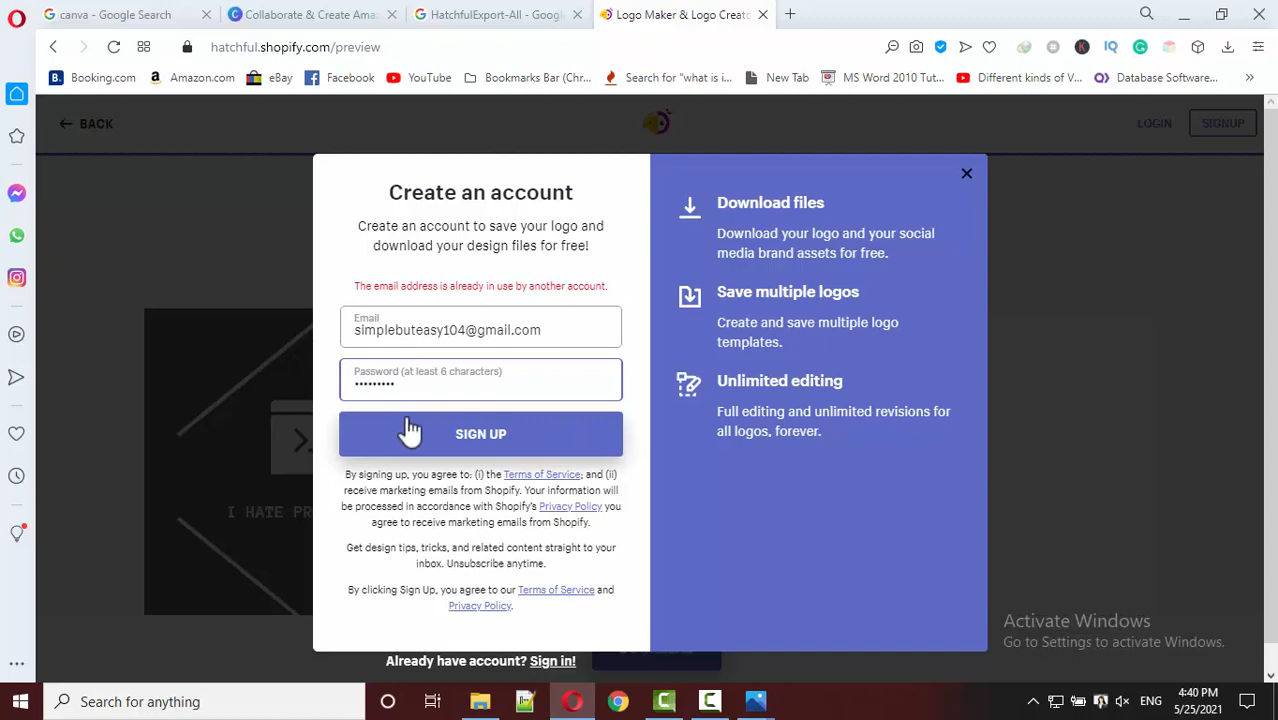 canva - Google Search
Collaborate & Create Ama
HatchfulExport-All - Google
Logo Maker & Logo Creato
hatchful.shopify.com/preview
Booking.com
Amazon.com
eBay
Facebook
YouTube
Bookmarks Bar (Chr...
Search for "what is i...
New Tab
MS Word 2010 Tut...
Different kinds of V...
Database Software...
BACK
LOGIN
SIGNUP
Create an account
Create an account to save your logo and
download your design files for free!
The email address is already in use by another account.
Email
simplebuteasy104@gmail.com
Password (at least 6 characters)
SIGN UP
By signing up, you agree to: (i) the Terms of Service; and (ii)
receive marketing emails from Shopify. Your information will
be processed in accordance with Shopify's Privacy Policy you
agree to receive marketing emails from Shopify.
Get design tips, tricks, and related content straight to your
inbox. Unsubscribe anytime.
By clicking Sign Up, you agree to our Terms of Service and
Privacy Policy.
Already have account? Sign in!
Download files
Download your logo and your social
media brand assets for free.
Save multiple logos
Create and save multiple logo
templates.
Unlimited editing
Full editing and unlimited revisions for
all logos, forever.
I HATE PR
Activate Windows
Go to Settings to activate Windows.
Search for anything
ENG
4:40 PM
5/25/2021